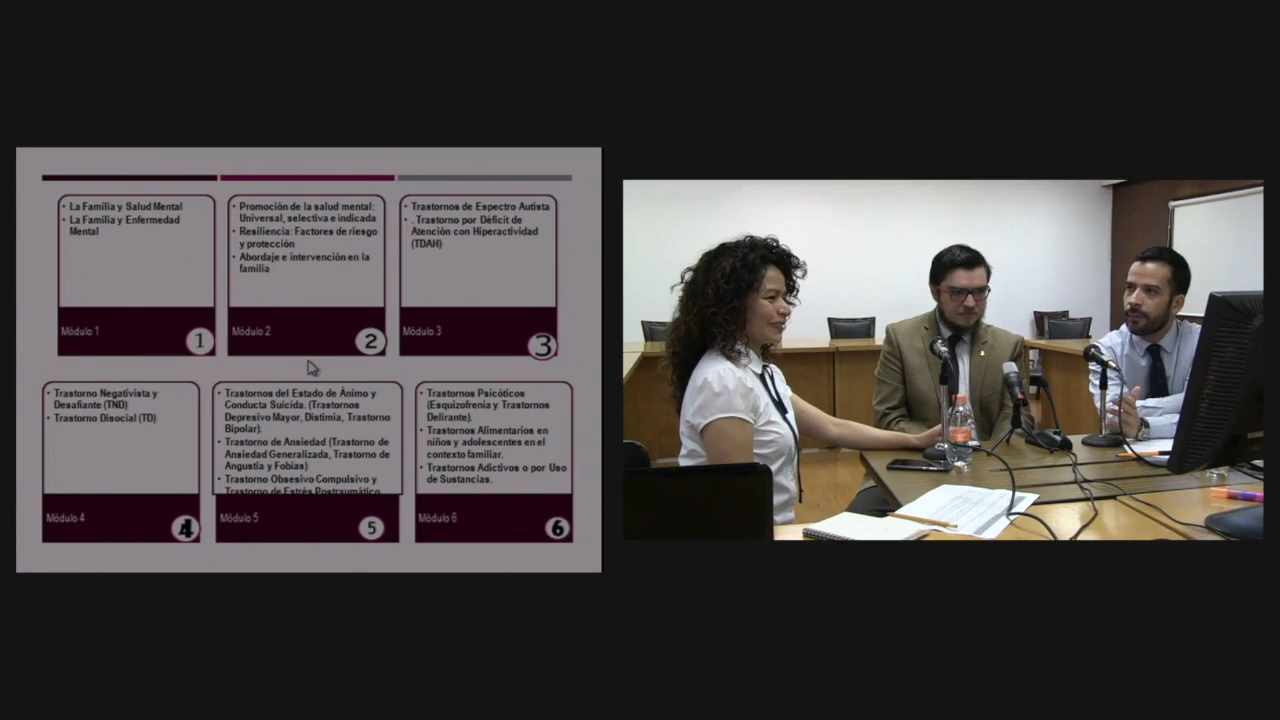 • La Familia y Salud Mental
• La Familia y Enfermedad
Mental
Módulo 1
1
• Promoción de la salud mental:
Universal, selectiva e indicada
• Resiliencia: Factores de riesgo
y protección
• Abordaje e intervención en la
familia
Módulo 2
2
• Trastornos de Espectro Autista
• . Trastorno por Déficit de
Atención con Hiperactividad
(TDAH)
Módulo 3
3
• Trastorno Negativista y
Desafiante (TND)
• Trastorno Disocial (TD)
Módulo 4
4
• Trastornos del Estado de Ánimo y
Conducta Suicida. (Trastornos
Depresivo Mayor, Distimia, Trastorno
Bipolar).
• Trastorno de Ansiedad (Trastorno de
Ansiedad Generalizada, Trastorno de
Angustia y Fobias)
• Trastorno Obsesivo Compulsivo y
Trastorno de Estrés Postraumático
Módulo 5
5
• Trastornos Psicóticos
(Esquizofrenia y Trastornos
Delirante).
• Trastornos Alimentarios en
niños y adolescentes en el
contexto familiar.
• Trastornos Adictivos o por Uso
de Sustancias.
Módulo 6
6